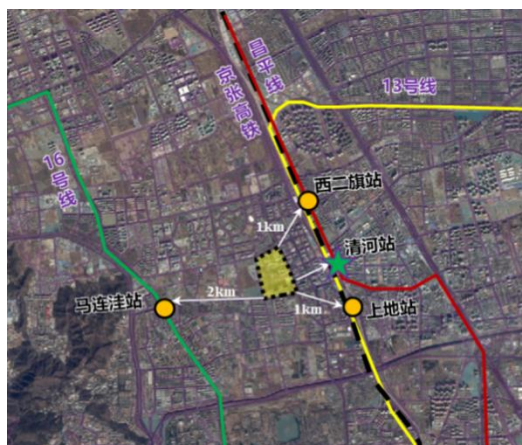 昌平线
京张高铁
13号线
16号线
西二旗站
1km
清河站
2km
马连洼站
1km
上地站